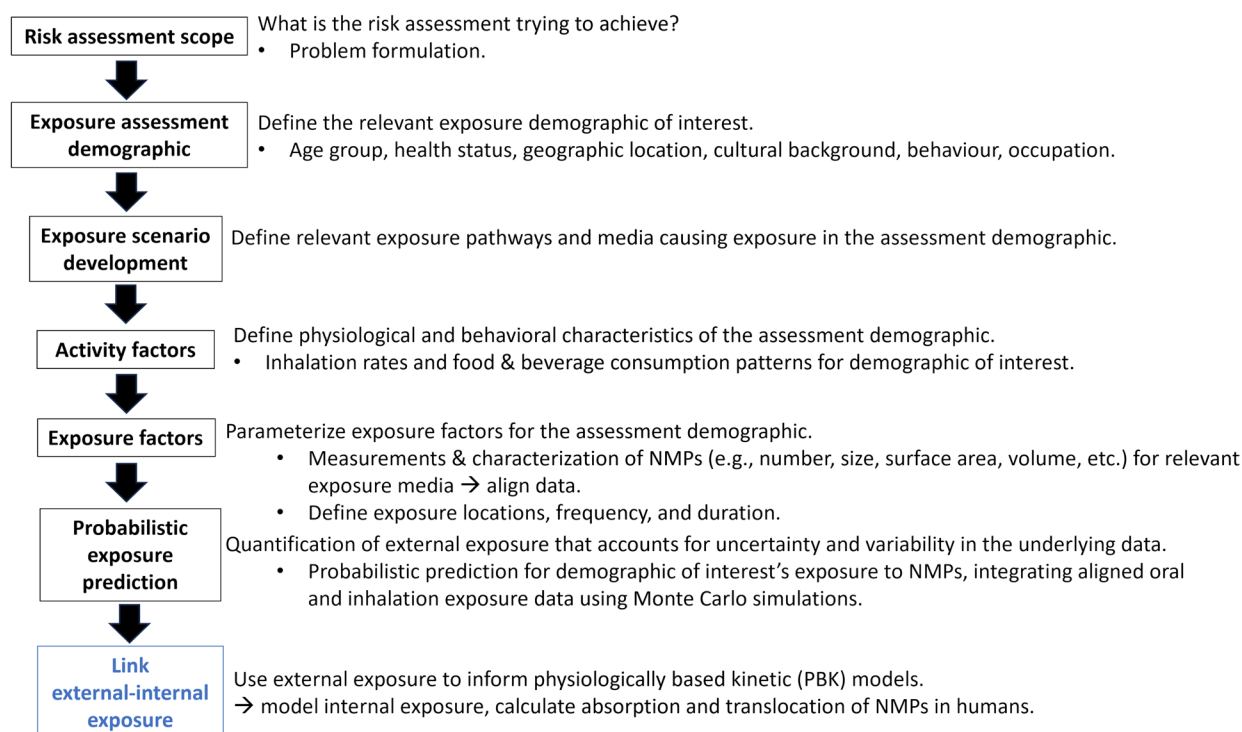 Risk assessment scope
What is the risk assessment trying to achieve?
• Problem formulation.
Exposure assessment
demographic
Define the relevant exposure demographic of interest.
• Age group, health status, geographic location, cultural background, behaviour, occupation.
Exposure scenario
development
Define relevant exposure pathways and media causing exposure in the assessment demographic.
Activity factors
Define physiological and behavioral characteristics of the assessment demographic.
• Inhalation rates and food & beverage consumption patterns for demographic of interest.
Exposure factors
Parameterize exposure factors for the assessment demographic.
• Measurements & characterization of NMPs (e.g., number, size, surface area, volume, etc.) for relevant
exposure media → align data.
• Define exposure locations, frequency, and duration.
Probabilistic
exposure
prediction
Quantification of external exposure that accounts for uncertainty and variability in the underlying data.
• Probabilistic prediction for demographic of interest's exposure to NMPs, integrating aligned oral
and inhalation exposure data using Monte Carlo simulations.
Link
external-internal
exposure
Use external exposure to inform physiologically based kinetic (PBK) models.
→ model internal exposure, calculate absorption and translocation of NMPs in humans.